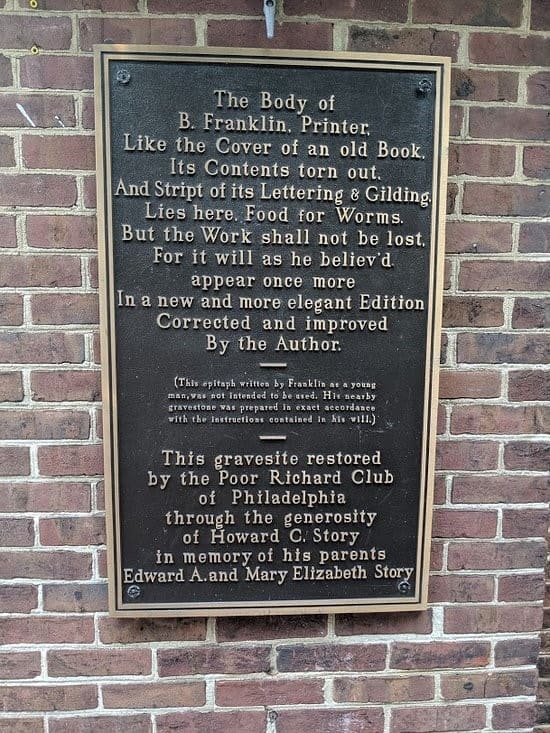 The Body of
B. Franklin, Printer,
Like the Cover of an old Book,
Its Contents torn out,
And Stript of its Lettering & Gilding,
Lies here, Food for Worms.
But the Work shall not be lost,
For it will as he believ'd
appear once more
In a new and more elegant Edition
Corrected and improved
By the Author.
(This epitaph written by Franklin as a young
man, was not intended to be used. His nearby
gravestone was prepared in exact accordance
with the instructions contained in his will.)
This gravesite restored
by the Poor Richard Club
of Philadelphia
through the generosity
of Howard C. Story
in memory of his parents
Edward A. and Mary Elizabeth Story